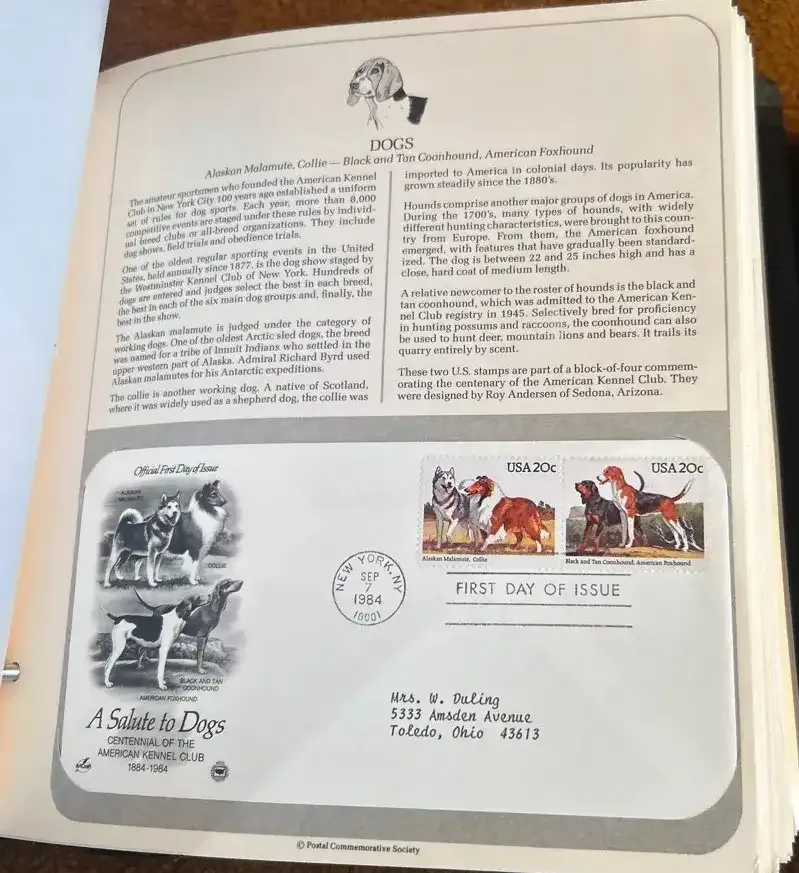 DOGS
Alaskan Malamute, Collie — Black and Tan Coonhound, American Foxhound
The amateur sportsmen who founded the American Kennel
Club in New York City 100 years ago established a uniform
set of rules for dog sports. Each year, more than 8,000
competitive events are staged under these rules by individ-
ual breed clubs or all-breed organizations. They include
dog shows, field trials and obedience trials.
One of the oldest regular sporting events in the United
States, held annually since 1877, is the dog show staged by
the Westminster Kennel Club of New York. Hundreds of
dogs are entered and judges select the best in each breed,
the best in each of the six main dog groups and, finally, the
best in the show.
The Alaskan malamute is judged under the category of
working dogs. One of the oldest Arctic sled dogs, the breed
was named for a tribe of Innuit Indians who settled in the
upper western part of Alaska. Admiral Richard Byrd used
Alaskan malamutes for his Antarctic expeditions.
The collie is another working dog. A native of Scotland,
where it was widely used as a shepherd dog, the collie was
imported to America in colonial days. Its popularity has
grown steadily since the 1880's.
Hounds comprise another major groups of dogs in America.
During the 1700's, many types of hounds, with widely
different hunting characteristics, were brought to this coun-
try from Europe. From them, the American foxhound
emerged, with features that have gradually been standard-
ized. The dog is between 22 and 25 inches high and has a
close, hard coat of medium length.
A relative newcomer to the roster of hounds is the black and
tan coonhound, which was admitted to the American Ken-
nel Club registry in 1945. Selectively bred for proficiency
in hunting possums and raccoons, the coonhound can also
be used to hunt deer, mountain lions and bears. It trails its
quarry entirely by scent.
These two U.S. stamps are part of a block-of-four commem-
orating the centenary of the American Kennel Club. They
were designed by Roy Andersen of Sedona, Arizona.
Official First Day of Issue
ALASKAN
MALAMUTE
COLLIE
BLACK AND TAN
COONHOUND
AMERICAN FOXHOUND
A Salute to Dogs
CENTENNIAL OF THE
AMERICAN KENNEL CLUB
1884-1984
USA 20c
Alaskan Malamute, Collie
USA 20c
Black and Tan Coonhound, American Foxhound
NEW YORK, NY
SEP
7
1984
10001
FIRST DAY OF ISSUE
Mrs. W. Duling
5333 Amsden Avenue
Toledo, Ohio 43613
© Postal Commemorative Society